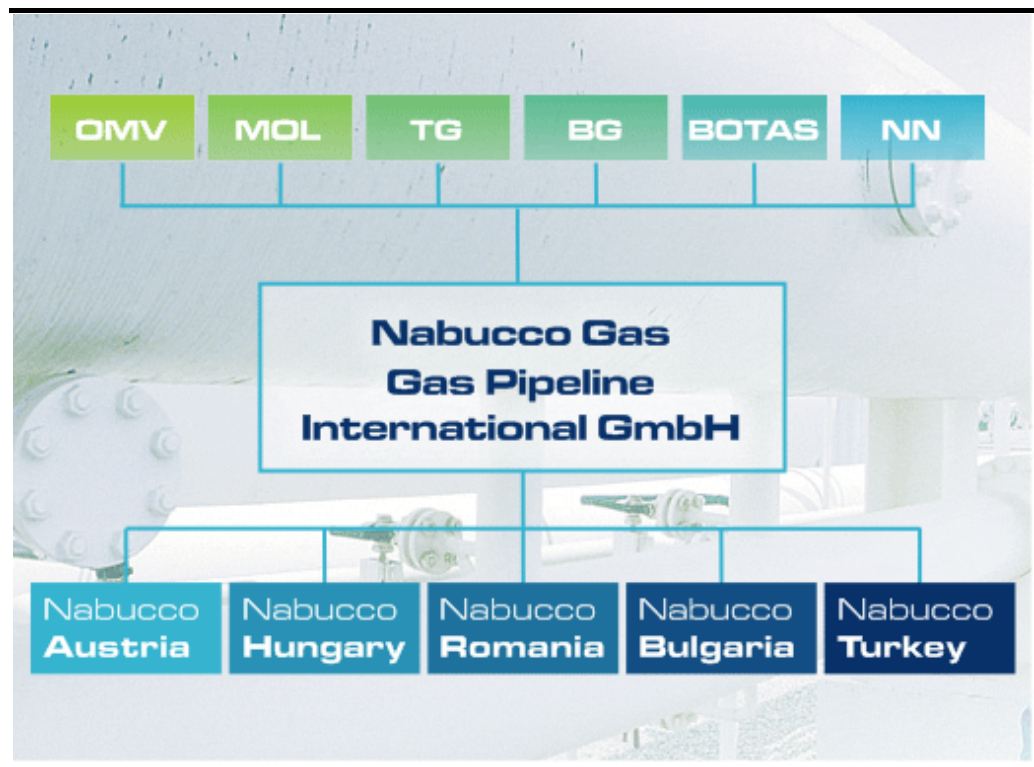 OMV
MOL
TG
BG
BOTAS
NN
Nabucco Gas
Gas Pipeline
International GmbH
Nabucco
Austria
Nabucco
Hungary
Nabucco
Romania
Nabucco
Bulgaria
Nabucco
Turkey